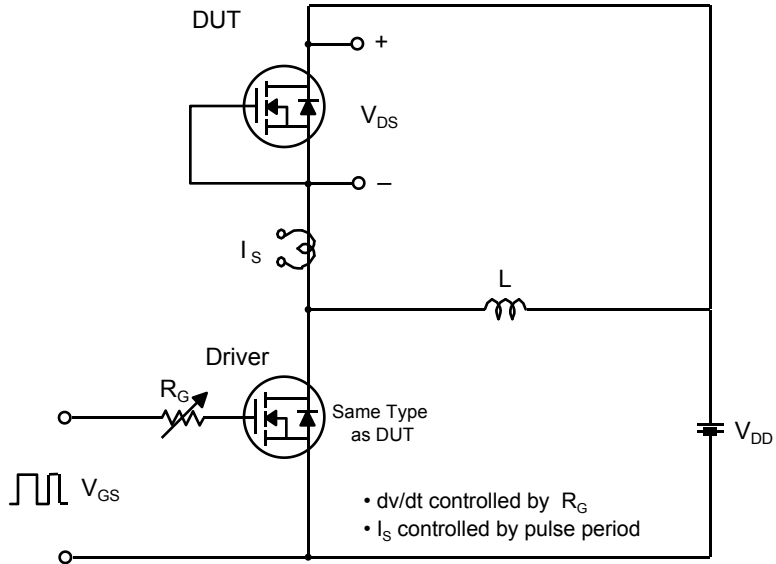 DUT
+
V_DS
–
I_S
L
Driver
R_G
Same Type
as DUT
V_DD
V_GS
• dv/dt controlled by R_G
• I_S controlled by pulse period